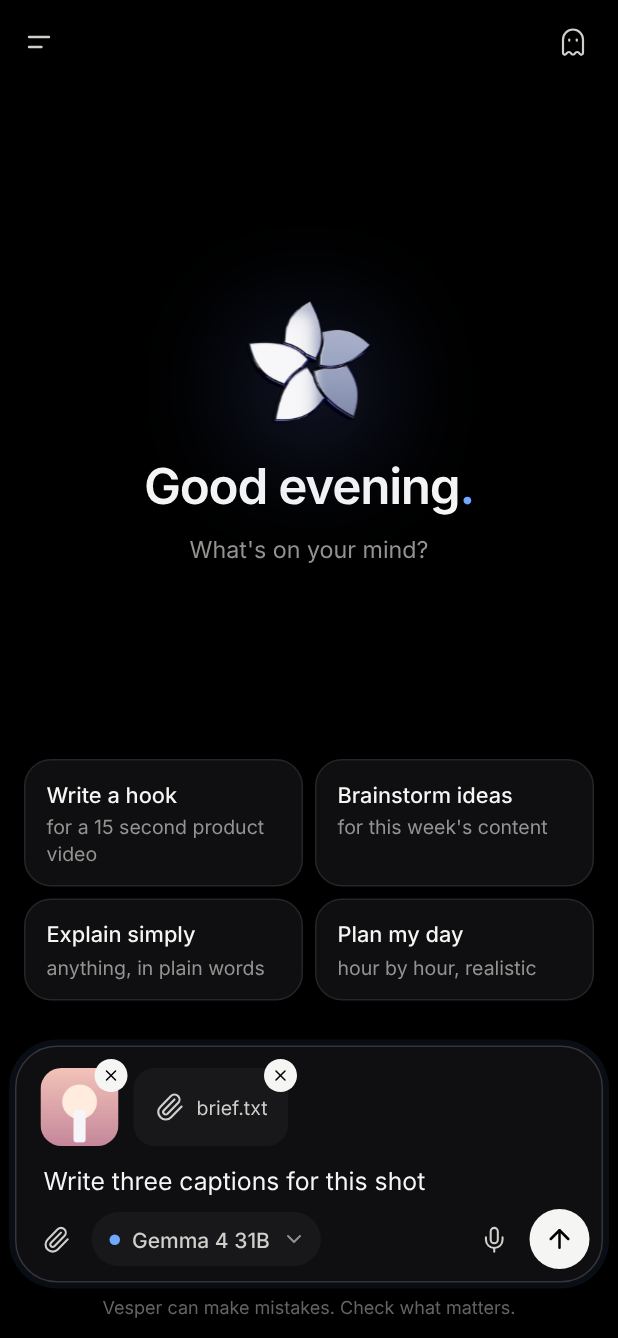 Good evening.
What's on your mind?
Write a hook
for a 15 second product
video
Brainstorm ideas
for this week's content
Explain simply
anything, in plain words
Plan my day
hour by hour, realistic
brief.txt
Write three captions for this shot
Gemma 4 31B
Vesper can make mistakes. Check what matters.